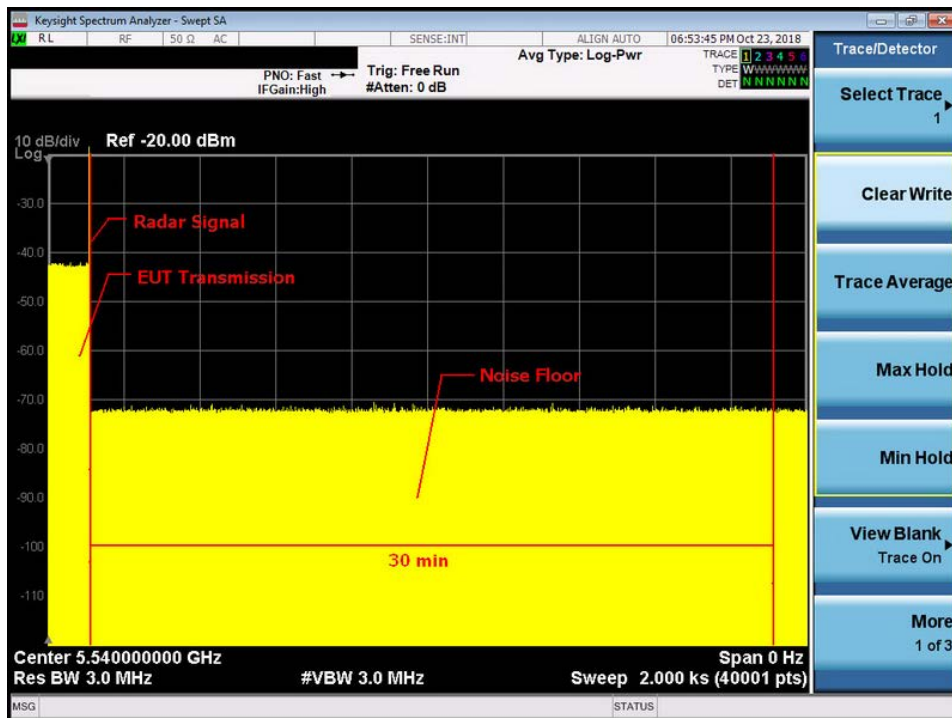 Keysight Spectrum Analyzer - Swept SA
LXI RL RF 50 Ω AC SENSE:INT ALIGN AUTO 06:53:45 PM Oct 23, 2018
Trace/Detector
PNO: Fast Trig: Free Run Avg Type: Log-Pwr TRACE 1 2 3 4 5 6
IFGain:High #Atten: 0 dB TYPE WWWWWW
DET N N N N N N
Select Trace
1
10 dB/div Ref -20.00 dBm
Log
Clear Write
-30.0
Radar Signal
-40.0
EUT Transmission
Trace Average
-50.0
-60.0
Noise Floor
Max Hold
-70.0
-80.0
Min Hold
-90.0
View Blank
Trace On
-100
30 min
-110
More
1 of 3
Center 5.540000000 GHz Span 0 Hz
Res BW 3.0 MHz #VBW 3.0 MHz Sweep 2.000 ks (40001 pts)
MSG STATUS